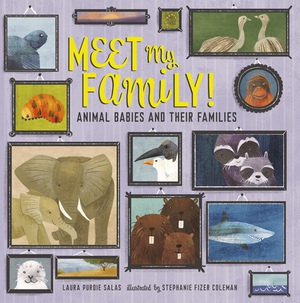 MEET my
FAMiLY!
ANIMAL BABIES AND THEIR FAMILIES
LAURA PURDIE SALAS illustrated by STEPHANIE FIZER COLEMAN